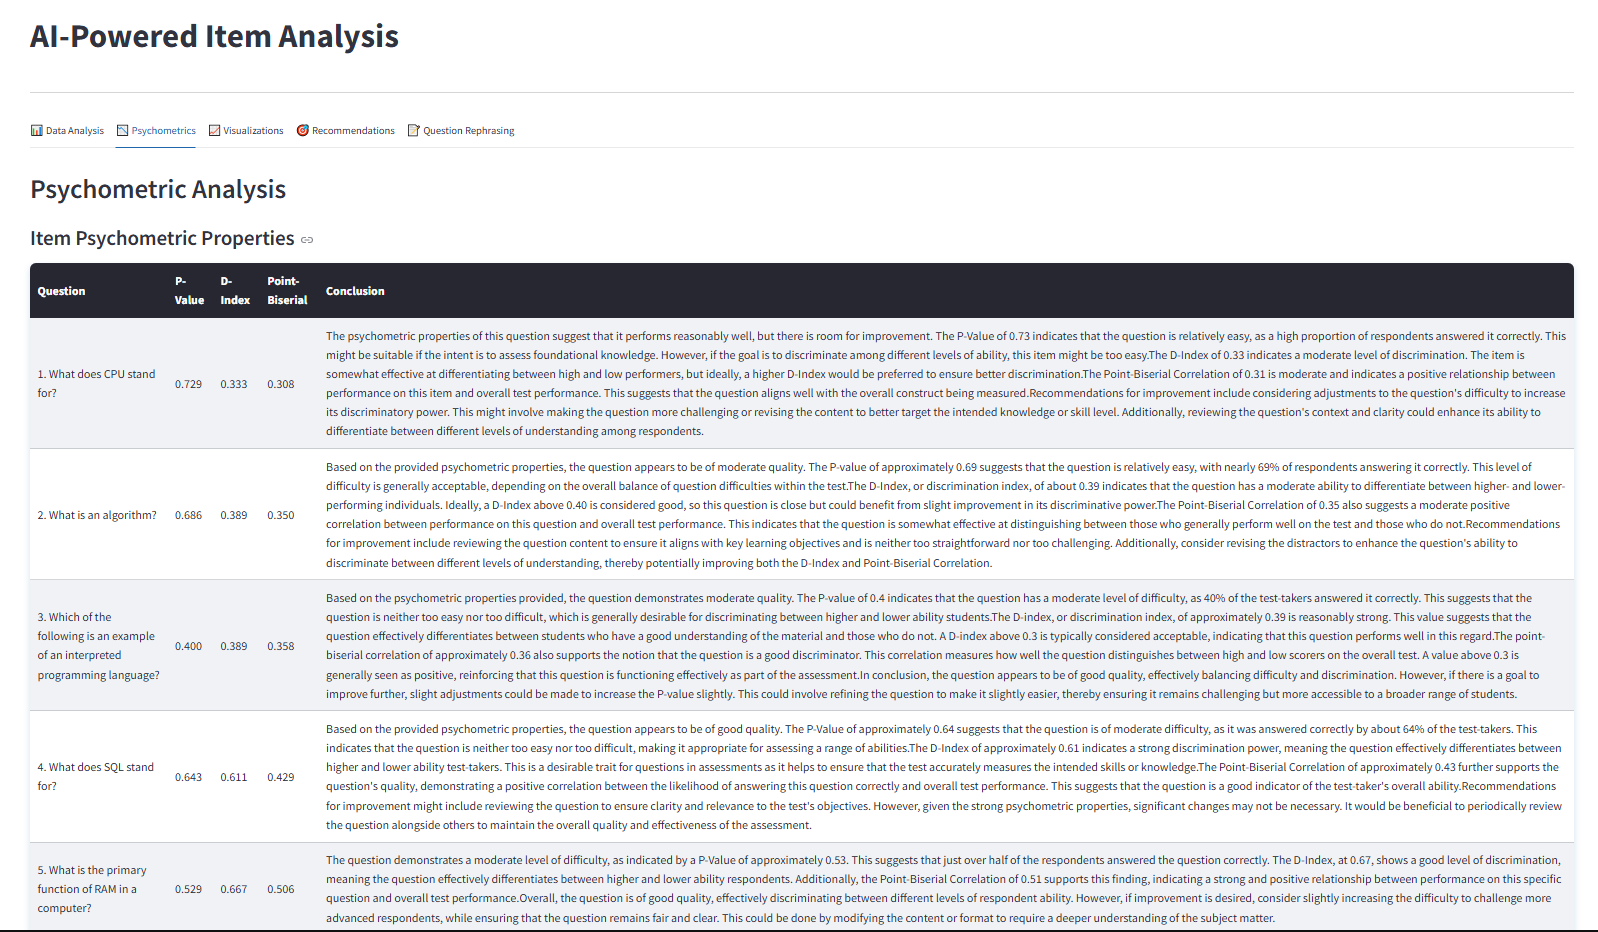 AI-Powered Item Analysis
Data Analysis
Psychometrics
Visualizations
Recommendations
Question Rephrasing
Psychometric Analysis
Item Psychometric Properties
Question
P-
Value
D-
Index
Point-
Biserial
Conclusion
1. What does CPU stand
for?
0.729
0.333
0.308
The psychometric properties of this question suggest that it performs reasonably well, but there is room for improvement. The P-Value of 0.73 indicates that the question is relatively easy, as a high proportion of respondents answered it correctly. This
might be suitable if the intent is to assess foundational knowledge. However, if the goal is to discriminate among different levels of ability, this item might be too easy.The D-Index of 0.33 indicates a moderate level of discrimination. The item is
somewhat effective at differentiating between high and low performers, but ideally, a higher D-Index would be preferred to ensure better discrimination.The Point-Biserial Correlation of 0.31 is moderate and indicates a positive relationship between
performance on this item and overall test performance. This suggests that the question aligns well with the overall construct being measured.Recommendations for improvement include considering adjustments to the question's difficulty to increase
its discriminatory power. This might involve making the question more challenging or revising the content to better target the intended knowledge or skill level. Additionally, reviewing the question's context and clarity could enhance its ability to
differentiate between different levels of understanding among respondents.
2. What is an algorithm?
0.686
0.389
0.350
Based on the provided psychometric properties, the question appears to be of moderate quality. The P-value of approximately 0.69 suggests that the question is relatively easy, with nearly 69% of respondents answering it correctly. This level of
difficulty is generally acceptable, depending on the overall balance of question difficulties within the test.The D-Index, or discrimination index, of about 0.39 indicates that the question has a moderate ability to differentiate between higher- and lower-
performing individuals. Ideally, a D-Index above 0.40 is considered good, so this question is close but could benefit from slight improvement in its discriminative power.The Point-Biserial Correlation of 0.35 also suggests a moderate positive
correlation between performance on this question and overall test performance. This indicates that the question is somewhat effective at distinguishing between those who generally perform well on the test and those who do not.Recommendations
for improvement include reviewing the question content to ensure it aligns with key learning objectives and is neither too straightforward nor too challenging. Additionally, consider revising the distractors to enhance the question's ability to
discriminate between different levels of understanding, thereby potentially improving both the D-Index and Point-Biserial Correlation.
3. Which of the
following is an example
of an interpreted
programming language?
0.400
0.389
0.358
Based on the psychometric properties provided, the question demonstrates moderate quality. The P-value of 0.4 indicates that the question has a moderate level of difficulty, as 40% of the test-takers answered it correctly. This suggests that the
question is neither too easy nor too difficult, which is generally desirable for discriminating between higher and lower ability students.The D-index, or discrimination index, of approximately 0.39 is reasonably strong. This value suggests that the
question effectively differentiates between students who have a good understanding of the material and those who do not. A D-index above 0.3 is typically considered acceptable, indicating that this question performs well in this regard.The point-
biserial correlation of approximately 0.36 also supports the notion that the question is a good discriminator. This correlation measures how well the question distinguishes between high and low scorers on the overall test. A value above 0.3 is
generally seen as positive, reinforcing that this question is functioning effectively as part of the assessment.In conclusion, the question appears to be of good quality, effectively balancing difficulty and discrimination. However, if there is a goal to
improve further, slight adjustments could be made to increase the P-value slightly. This could involve refining the question to make it slightly easier, thereby ensuring it remains challenging but more accessible to a broader range of students.
4. What does SQL stand
for?
0.643
0.611
0.429
Based on the provided psychometric properties, the question appears to be of good quality. The P-Value of approximately 0.64 suggests that the question is of moderate difficulty, as it was answered correctly by about 64% of the test-takers. This
indicates that the question is neither too easy nor too difficult, making it appropriate for assessing a range of abilities.The D-Index of approximately 0.61 indicates a strong discrimination power, meaning the question effectively differentiates between
higher and lower ability test-takers. This is a desirable trait for questions in assessments as it helps to ensure that the test accurately measures the intended skills or knowledge.The Point-Biserial Correlation of approximately 0.43 further supports the
question's quality, demonstrating a positive correlation between the likelihood of answering this question correctly and overall test performance. This suggests that the question is a good indicator of the test-taker's overall ability.Recommendations
for improvement might include reviewing the question to ensure clarity and relevance to the test's objectives. However, given the strong psychometric properties, significant changes may not be necessary. It would be beneficial to periodically review
the question alongside others to maintain the overall quality and effectiveness of the assessment.
5. What is the primary
function of RAM in a
computer?
0.529
0.667
0.506
The question demonstrates a moderate level of difficulty, as indicated by a P-Value of approximately 0.53. This suggests that just over half of the respondents answered the question correctly. The D-Index, at 0.67, shows a good level of discrimination,
meaning the question effectively differentiates between higher and lower ability respondents. Additionally, the Point-Biserial Correlation of 0.51 supports this finding, indicating a strong and positive relationship between performance on this specific
question and overall test performance.Overall, the question is of good quality, effectively discriminating between different levels of respondent ability. However, if improvement is desired, consider slightly increasing the difficulty to challenge more
advanced respondents, while ensuring that the question remains fair and clear. This could be done by modifying the content or format to require a deeper understanding of the subject matter.